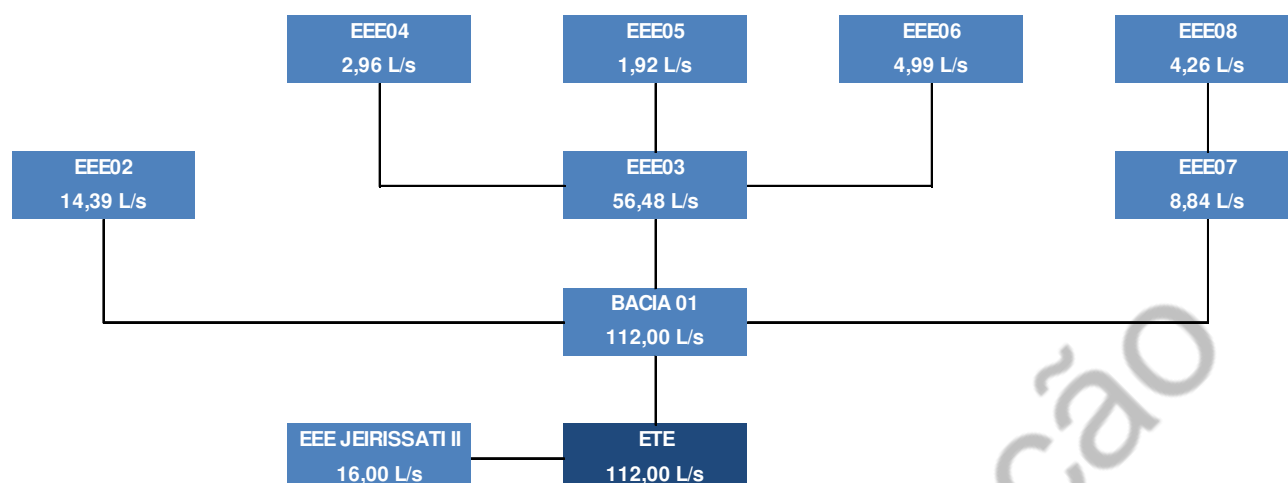 EEE04
2,96 L/s
EEE05
1,92 L/s
EEE06
4,99 L/s
EEE08
4,26 L/s
EEE02
14,39 L/s
EEE03
56,48 L/s
EEE07
8,84 L/s
BACIA 01
112,00 L/s
EEE JEIRISSATI II
16,00 L/s
ETE
112,00 L/s
ção